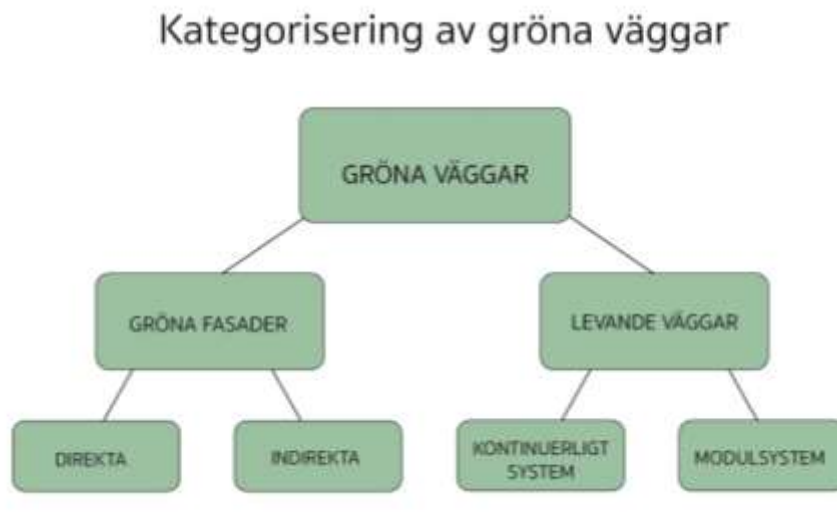 Kategorisering av gröna väggar
GRÖNA VÄGGAR
GRÖNA FASADER
LEVANDE VÄGGAR
DIREKTA
INDIREKTA
KONTINUERLIGT
SYSTEM
MODULSYSTEM